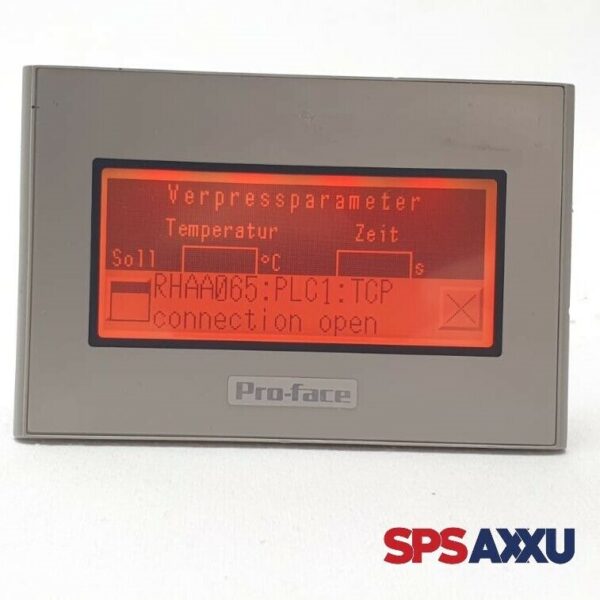 Verpressparameter
Temperatur Zeit
Soll °C s
RHAA065:PLC1:TCP
connection open
Pro-face
SPSAXXU